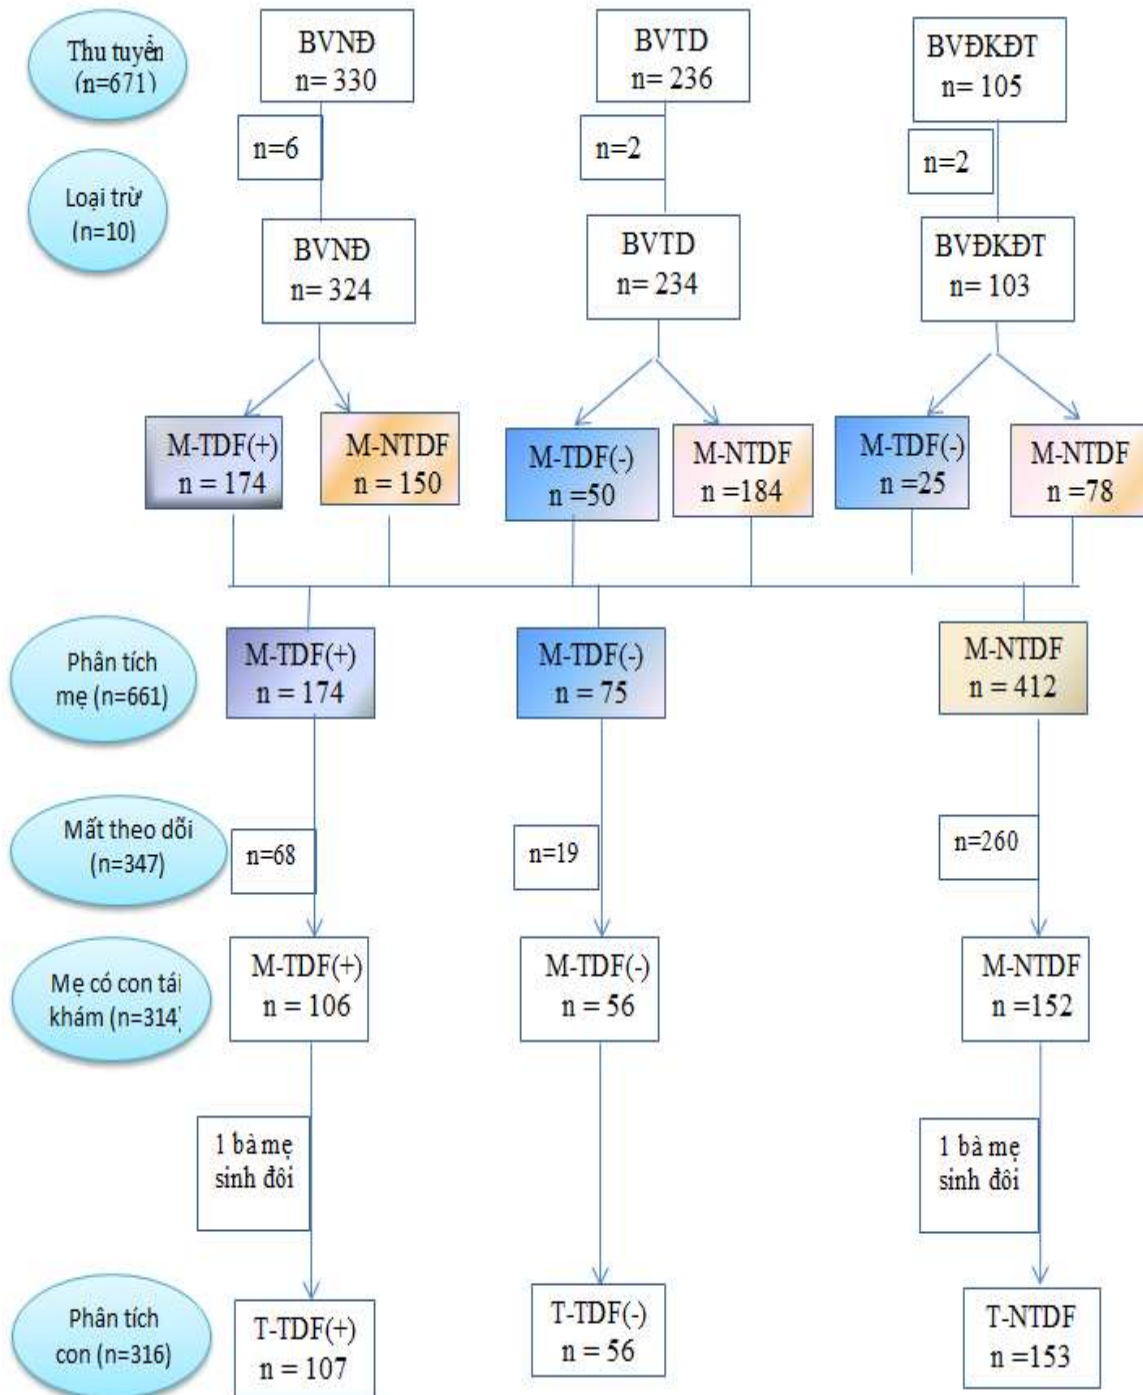 Thu tuyển
(n=671)
BVNĐ
n= 330
BVTD
n= 236
BVĐKĐT
n= 105
n=6
n=2
n=2
Loại trừ
(n=10)
BVNĐ
n= 324
BVTD
n= 234
BVĐKĐT
n= 103
M-TDF(+)
n = 174
M-NTDF
n = 150
M-TDF(-)
n =50
M-NTDF
n =184
M-TDF(-)
n =25
M-NTDF
n =78
Phân tích
mẹ (n=661)
M-TDF(+)
n = 174
M-TDF(-)
n = 75
M-NTDF
n = 412
Mất theo dõi
(n=347)
n=68
n=19
n=260
Mẹ có con tái
khám (n=314)
M-TDF(+)
n = 106
M-TDF(-)
n = 56
M-NTDF
n =152
1 bà mẹ
sinh đôi
1 bà mẹ
sinh đôi
Phân tích
con (n=316)
T-TDF(+)
n = 107
T-TDF(-)
n = 56
T-NTDF
n =153